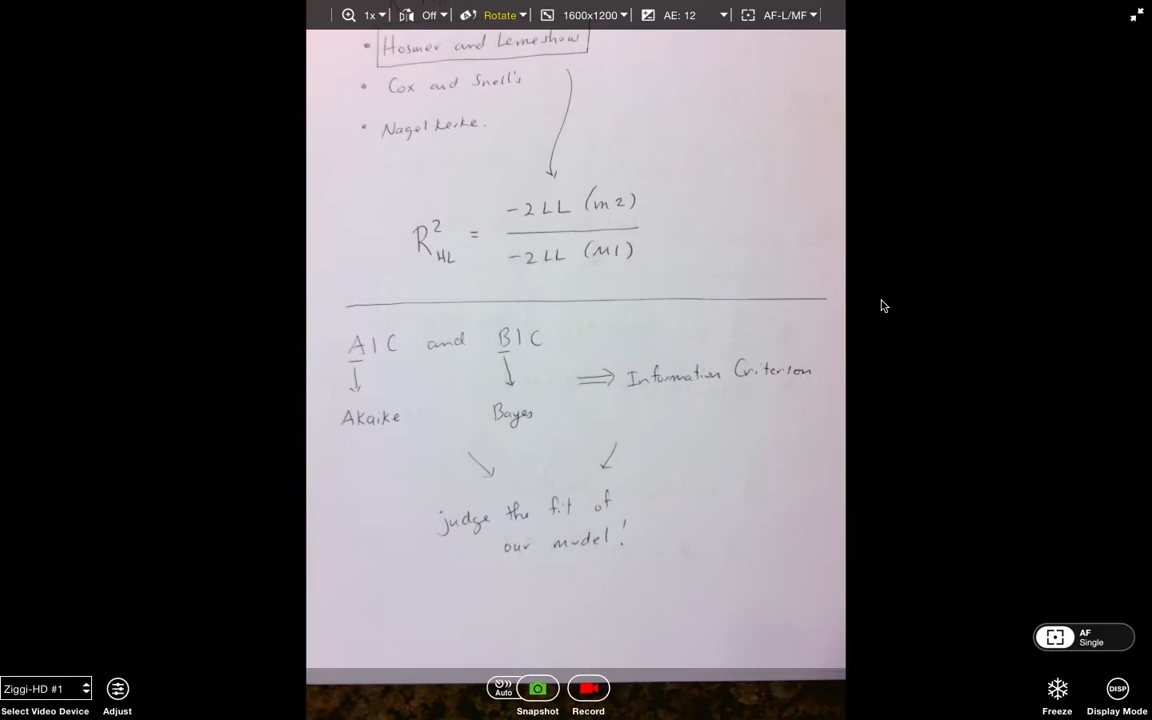 1x Off Rotate 1600x1200 AE: 12 AF-L/MF
• Hosmer and Lemeshow
• Cox and Snell's
• Nagelkerke.
R²HL = -2LL (m2) / -2LL (M1)
AIC and BIC
⇒ Information Criterion
Akaike Bayes
judge the fit of
our model!
AF
Single
Ziggi-HD #1
Auto
DISP
Select Video Device Adjust Snapshot Record Freeze Display Mode